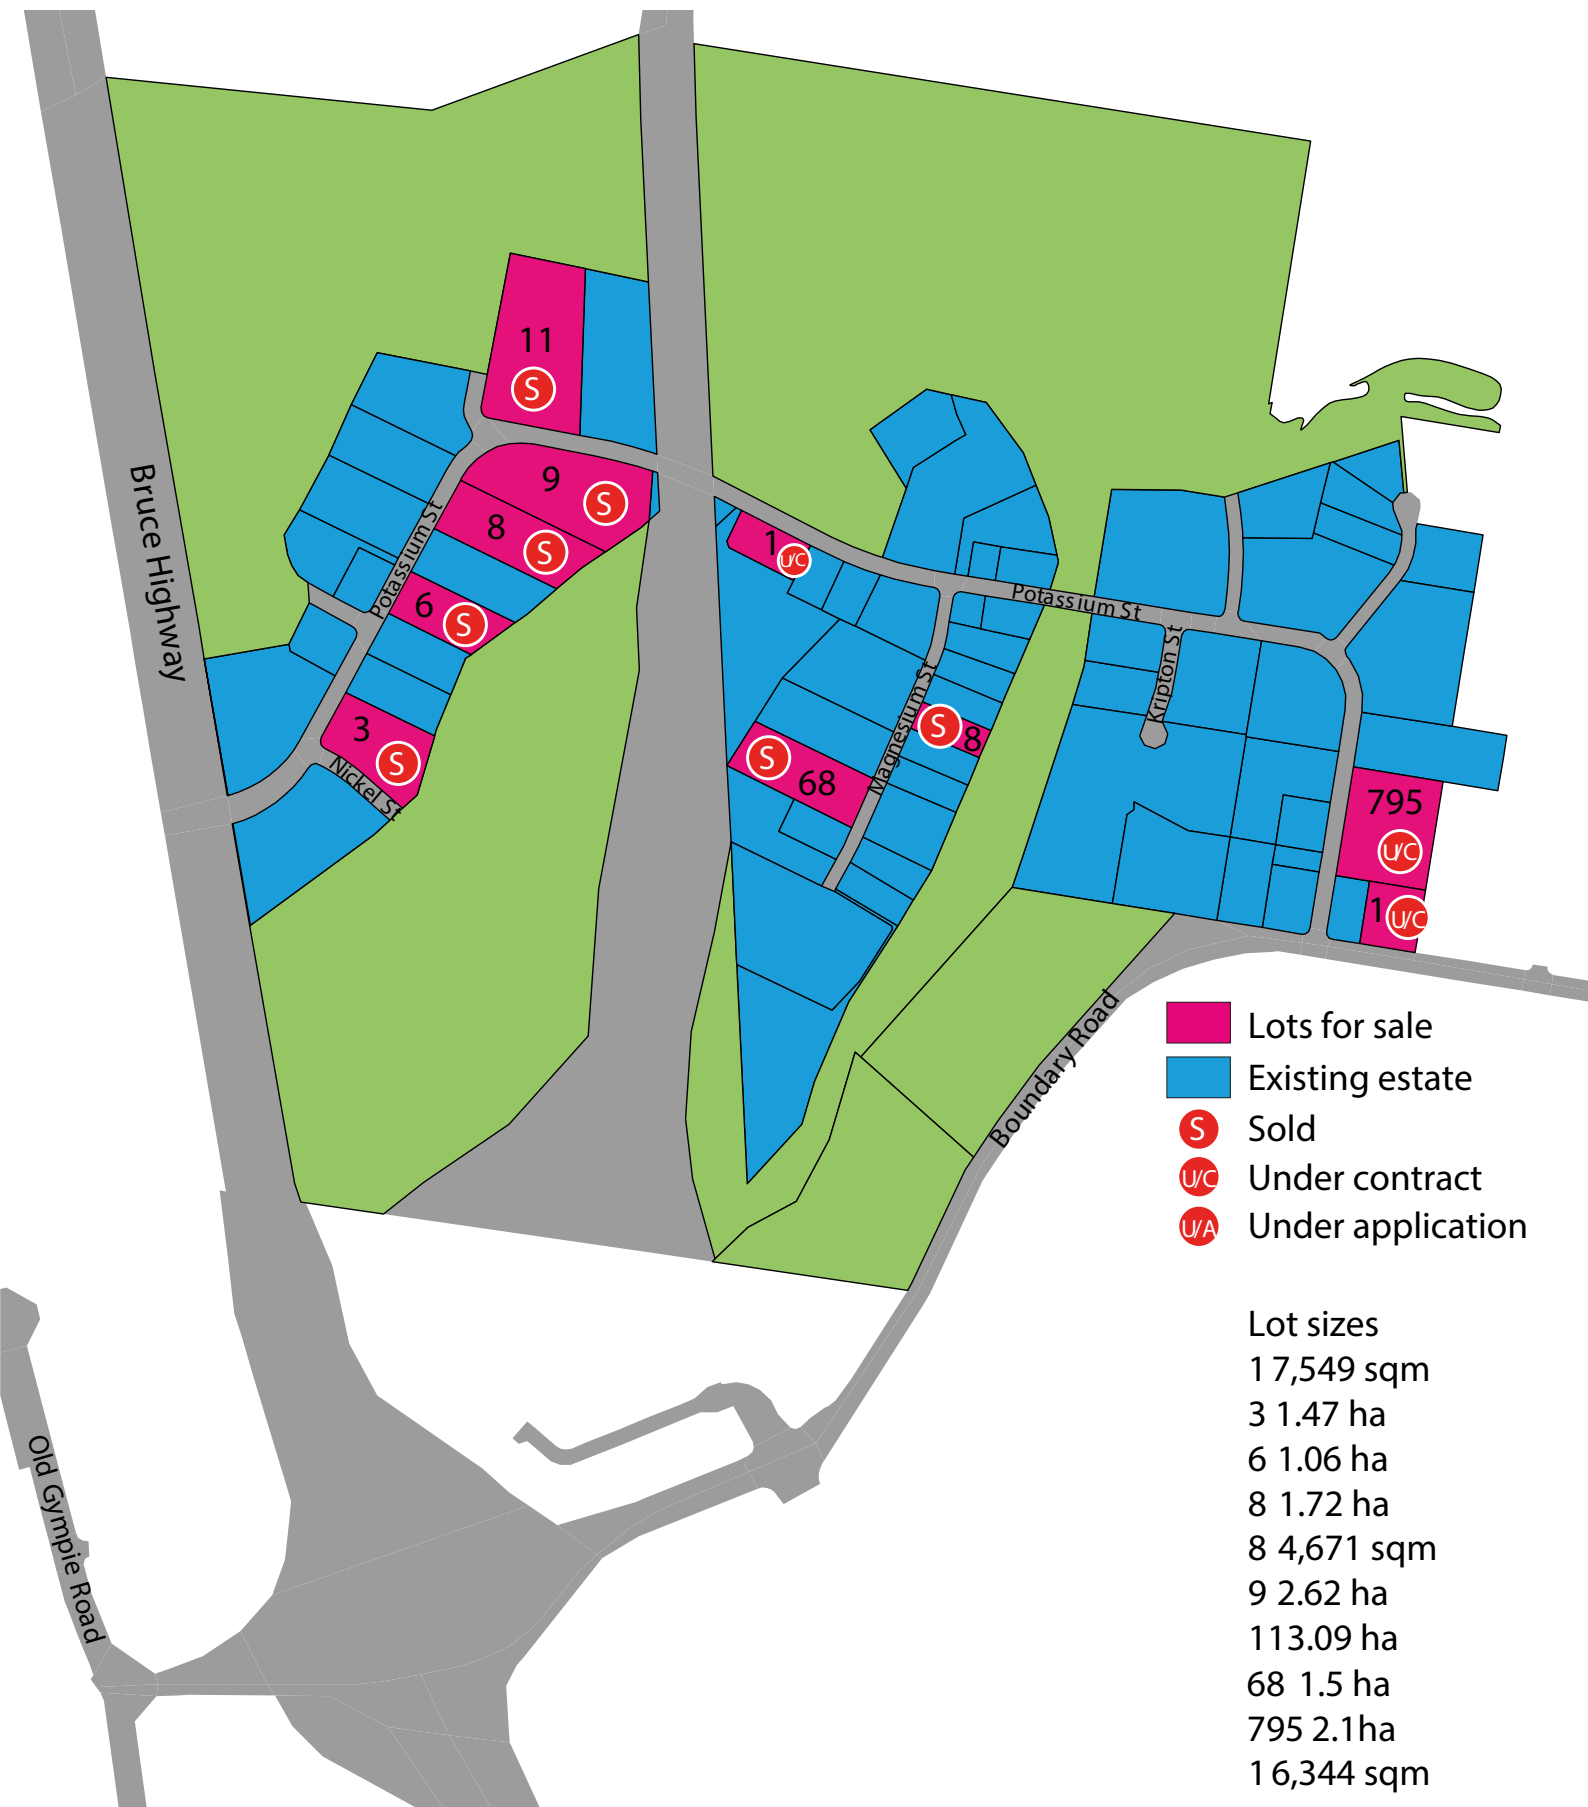 11
S
Bruce Highway
9
S
8
S
Potassium St
6
S
3
S
Nickel St
1
U/C
Potassium St
Kripton St
Magnesium St
S
8
S
68
795
U/C
1
U/C
Boundary Road
Lots for sale
Existing estate
S Sold
U/C Under contract
U/A Under application
Lot sizes
1 7,549 sqm
3 1.47 ha
6 1.06 ha
8 1.72 ha
8 4,671 sqm
9 2.62 ha
113.09 ha
68 1.5 ha
795 2.1ha
1 6,344 sqm
Old Gympie Road